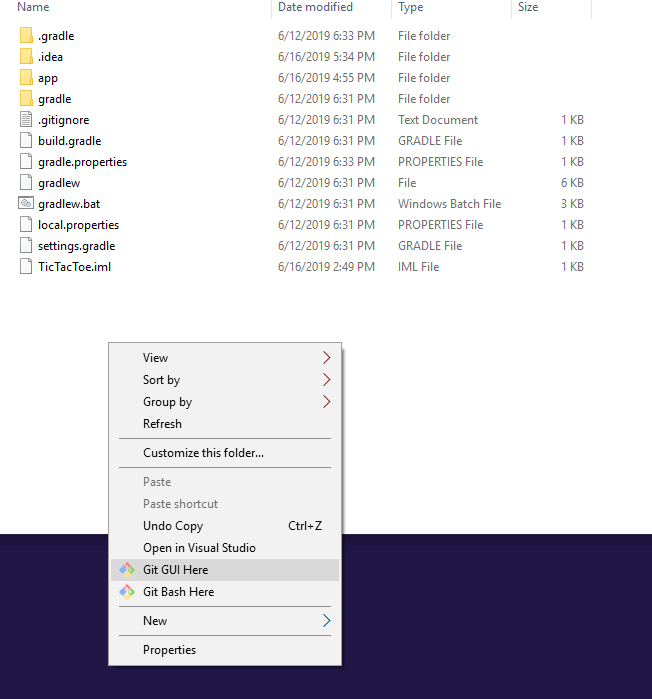 Name Date modified Type Size
.gradle 6/12/2019 6:33 PM File folder
.idea 6/16/2019 5:34 PM File folder
app 6/16/2019 4:55 PM File folder
gradle 6/12/2019 6:31 PM File folder
.gitignore 6/12/2019 6:31 PM Text Document 1 KB
build.gradle 6/12/2019 6:31 PM GRADLE File 1 KB
gradle.properties 6/12/2019 6:33 PM PROPERTIES File 1 KB
gradlew 6/12/2019 6:31 PM File 6 KB
gradlew.bat 6/12/2019 6:31 PM Windows Batch File 3 KB
local.properties 6/12/2019 6:31 PM PROPERTIES File 1 KB
settings.gradle 6/12/2019 6:31 PM GRADLE File 1 KB
TicTacToe.iml 6/16/2019 2:49 PM IML File 1 KB
View
Sort by
Group by
Refresh
Customize this folder...
Paste
Paste shortcut
Undo Copy Ctrl+Z
Open in Visual Studio
Git GUI Here
Git Bash Here
New
Properties